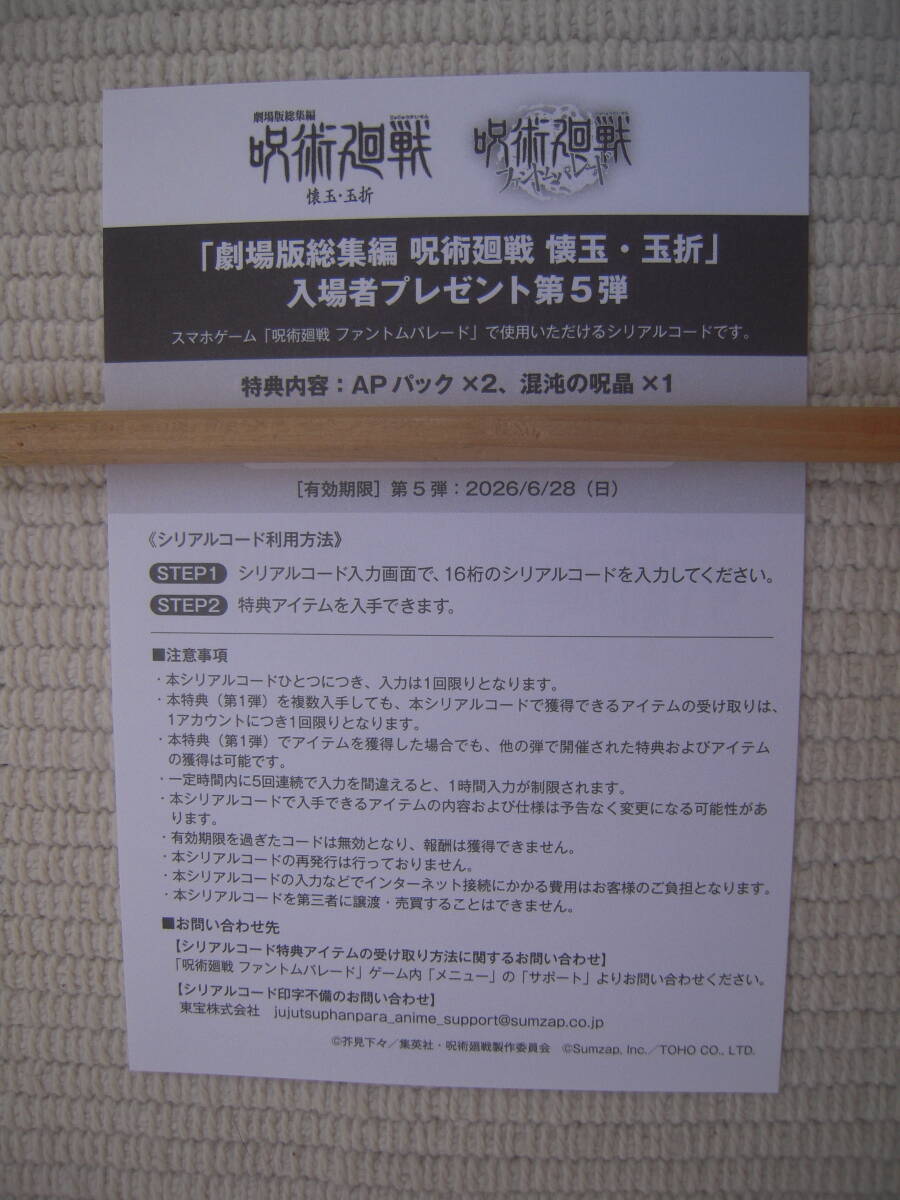 劇場版総集編
呪術廻戦
懐玉・玉折
呪術廻戦
ファントムパレード
「劇場版総集編 呪術廻戦 懐玉・玉折」
入場者プレゼント第5弾
スマホゲーム「呪術廻戦 ファントムパレード」で使用いただけるシリアルコードです。
特典内容：APパック×2、混沌の呪晶×1
［有効期限］第5弾：2026/6/28（日）
《シリアルコード利用方法》
STEP1 シリアルコード入力画面で、16桁のシリアルコードを入力してください。
STEP2 特典アイテムを入手できます。
■注意事項
・本シリアルコードひとつにつき、入力は1回限りとなります。
・本特典（第1弾）を複数入手しても、本シリアルコードで獲得できるアイテムの受け取りは、
1アカウントにつき1回限りとなります。
・本特典（第1弾）でアイテムを獲得した場合でも、他の弾で開催された特典およびアイテム
の獲得は可能です。
・一定時間内に5回連続で入力を間違えると、1時間入力が制限されます。
・本シリアルコードで入手できるアイテムの内容および仕様は予告なく変更になる可能性があ
ります。
・有効期限を過ぎたコードは無効となり、報酬は獲得できません。
・本シリアルコードの再発行は行っておりません。
・本シリアルコードの入力などでインターネット接続にかかる費用はお客様のご負担となります。
・本シリアルコードを第三者に譲渡・売買することはできません。
■お問い合わせ先
【シリアルコード特典アイテムの受け取り方法に関するお問い合わせ】
「呪術廻戦 ファントムパレード」ゲーム内「メニュー」の「サポート」よりお問い合わせください。
【シリアルコード印字不備のお問い合わせ】
東宝株式会社 jujutsuphanpara_anime_support@sumzap.co.jp
©芥見下々／集英社・呪術廻戦製作委員会 ©Sumzap, Inc.／TOHO CO., LTD.